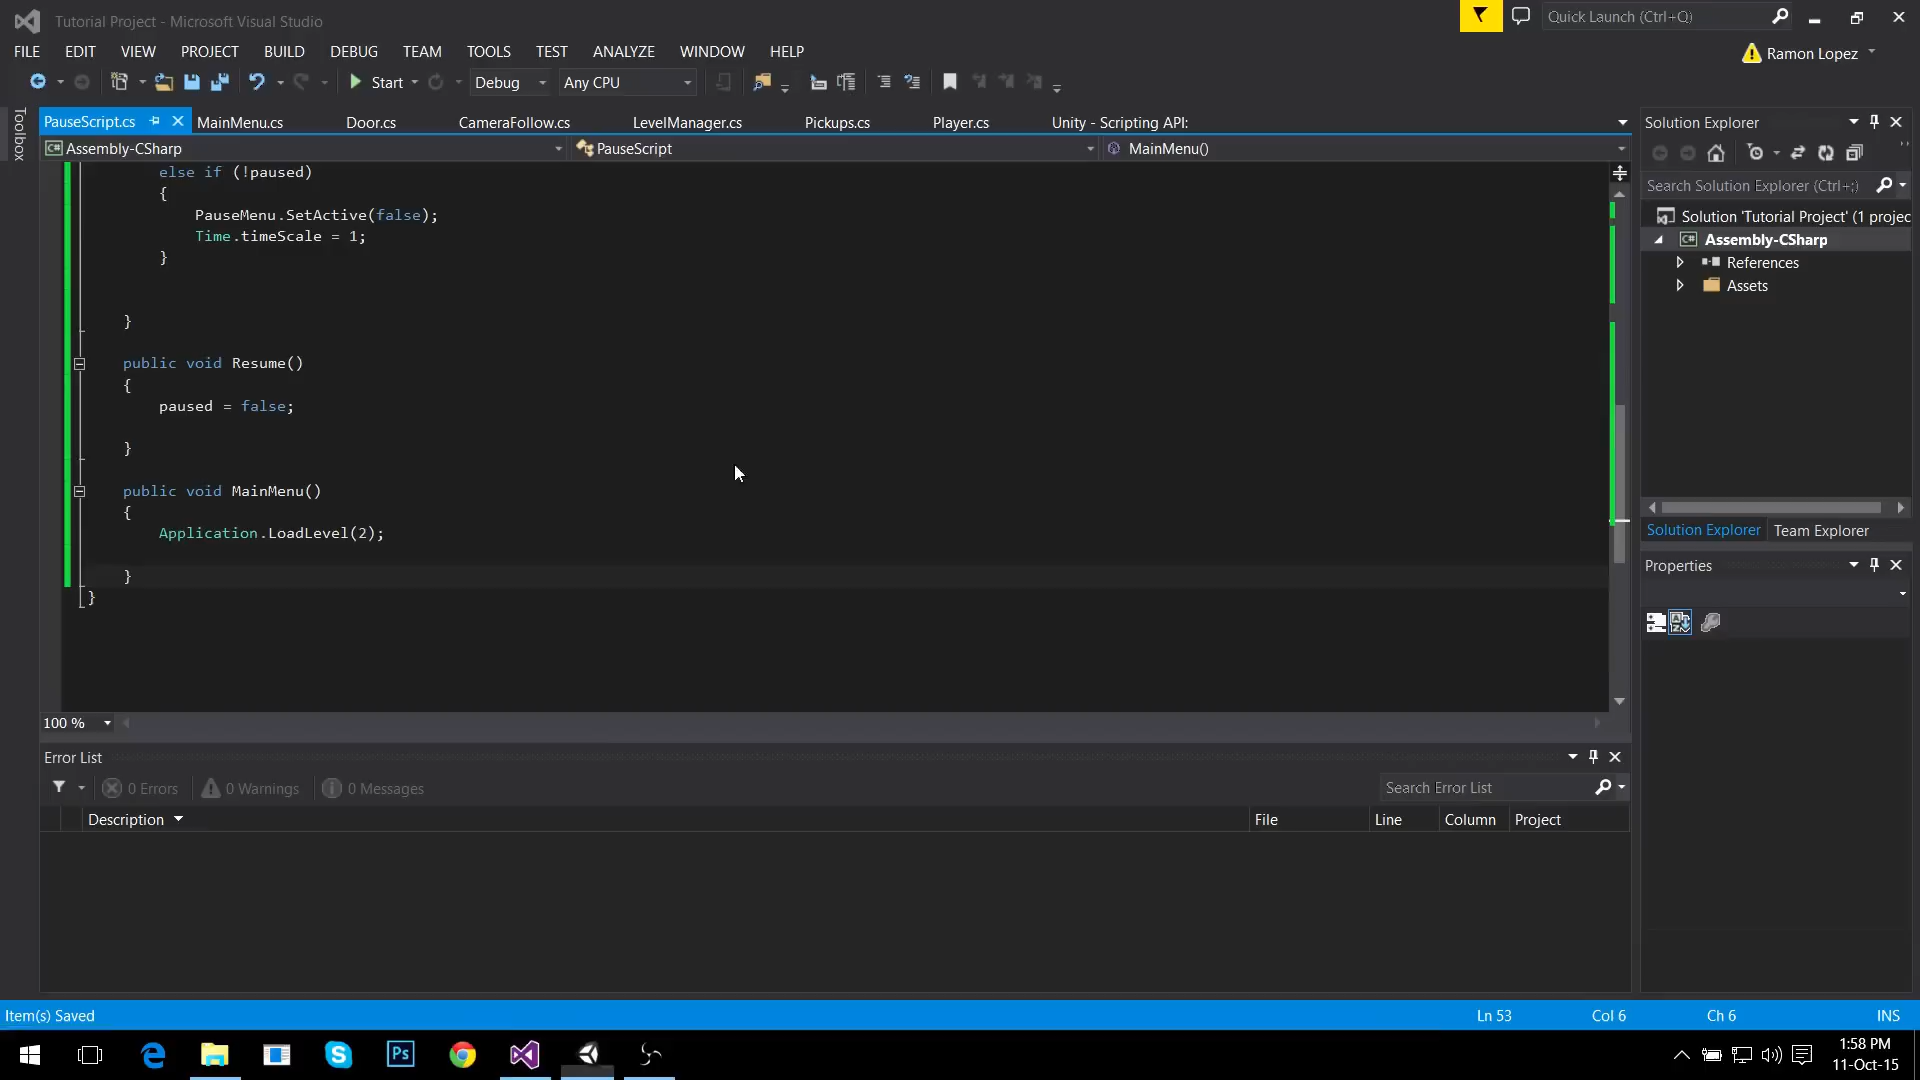 Tutorial Project - Microsoft Visual Studio
Quick Launch (Ctrl+Q)
FILE EDIT VIEW PROJECT BUILD DEBUG TEAM TOOLS TEST ANALYZE WINDOW HELP
Ramon Lopez
Start Debug Any CPU
Toolbox
PauseScript.cs MainMenu.cs Door.cs CameraFollow.cs LevelManager.cs Pickups.cs Player.cs Unity - Scripting API:
Assembly-CSharp PauseScript MainMenu()
else if (!paused)
{
PauseMenu.SetActive(false);
Time.timeScale = 1;
}
}
public void Resume()
{
paused = false;
}
public void MainMenu()
{
Application.LoadLevel(2);
}
}
100 %
Solution Explorer
Search Solution Explorer (Ctrl+;)
Solution 'Tutorial Project' (1 projec
Assembly-CSharp
References
Assets
Solution Explorer Team Explorer
Properties
Error List
0 Errors 0 Warnings 0 Messages
Search Error List
Description File Line Column Project
Item(s) Saved Ln 53 Col 6 Ch 6 INS
Ps
1:58 PM
11-Oct-15